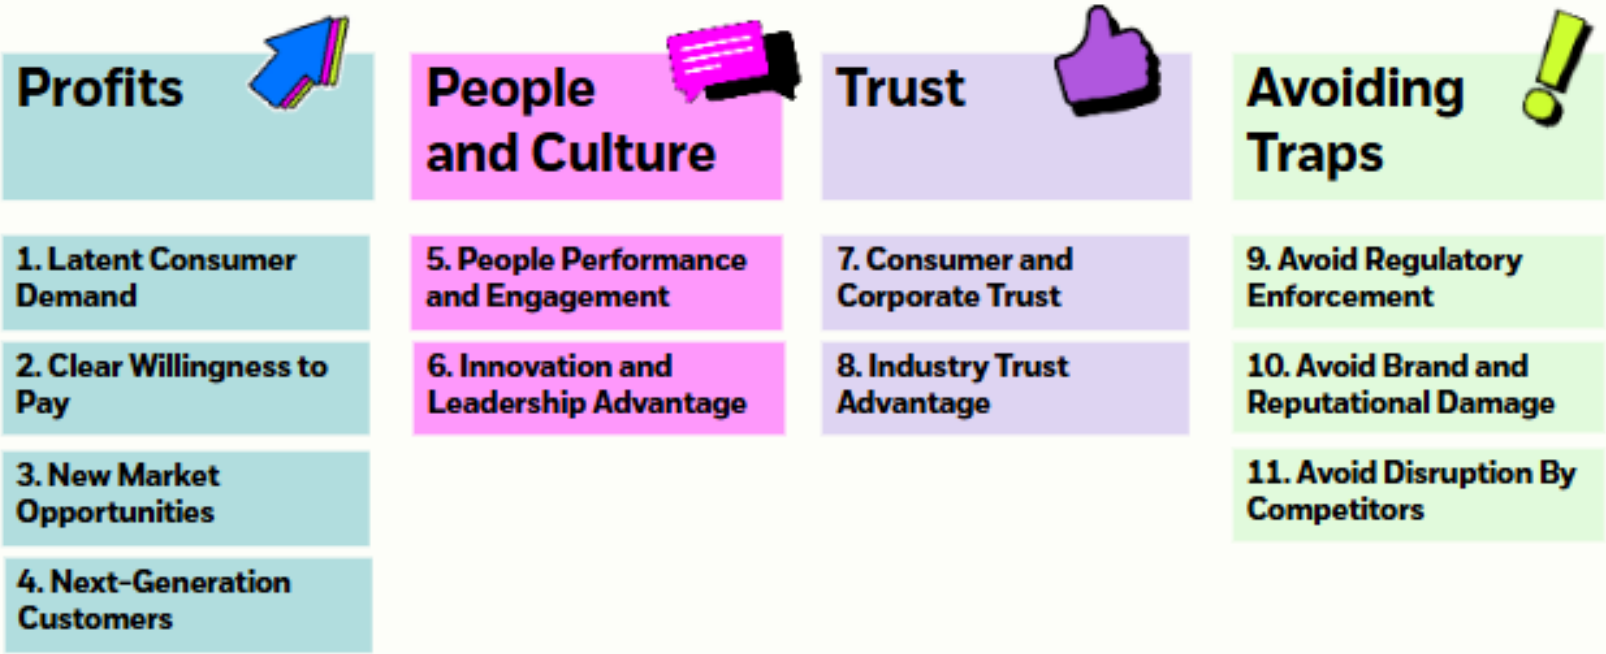 Profits
1. Latent Consumer
Demand
2. Clear Willingness to
Pay
3. New Market
Opportunities
4. Next-Generation
Customers
People
and Culture
5. People Performance
and Engagement
6. Innovation and
Leadership Advantage
Trust
7. Consumer and
Corporate Trust
8. Industry Trust
Advantage
Avoiding
Traps
9. Avoid Regulatory
Enforcement
10. Avoid Brand and
Reputational Damage
11. Avoid Disruption By
Competitors